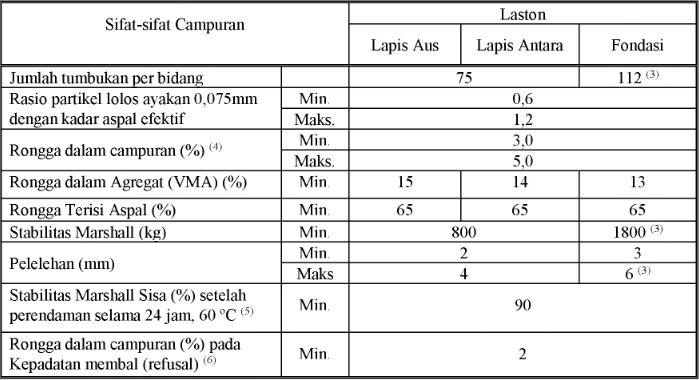 Sifat-sifat Campuran Laston
Lapis Aus Lapis Antara Fondasi
Jumlah tumbukan per bidang 75 112 (3)
Rasio partikel lolos ayakan 0,075mm Min. 0,6
dengan kadar aspal efektif Maks. 1,2
Rongga dalam campuran (%) (4) Min. 3,0
Maks. 5,0
Rongga dalam Agregat (VMA) (%) Min. 15 14 13
Rongga Terisi Aspal (%) Min. 65 65 65
Stabilitas Marshall (kg) Min. 800 1800 (3)
Pelelehan (mm) Min. 2 3
Maks 4 6 (3)
Stabilitas Marshall Sisa (%) setelah
perendaman selama 24 jam, 60 °C (5) Min. 90
Rongga dalam campuran (%) pada
Kepadatan membal (refusal) (6) Min. 2